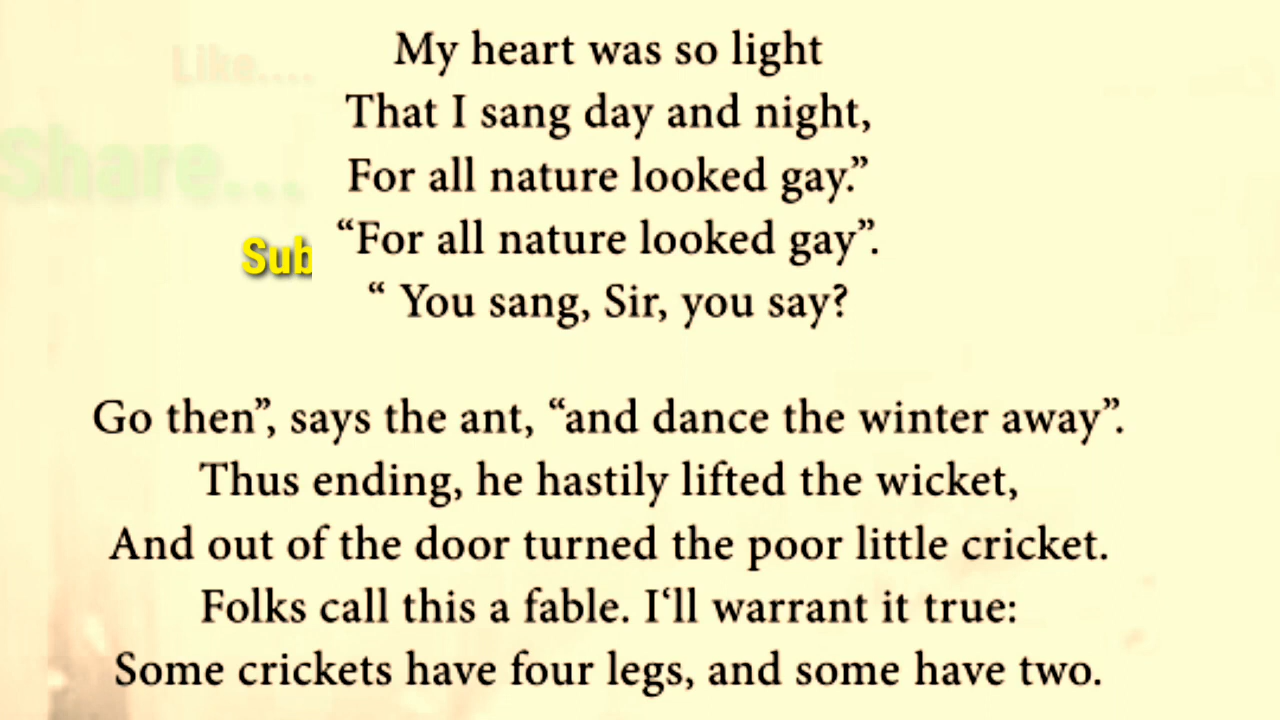 Like....
Share...
Sub
My heart was so light
That I sang day and night,
For all nature looked gay.”
“For all nature looked gay”.
“ You sang, Sir, you say?
Go then”, says the ant, “and dance the winter away”.
Thus ending, he hastily lifted the wicket,
And out of the door turned the poor little cricket.
Folks call this a fable. I‘ll warrant it true:
Some crickets have four legs, and some have two.